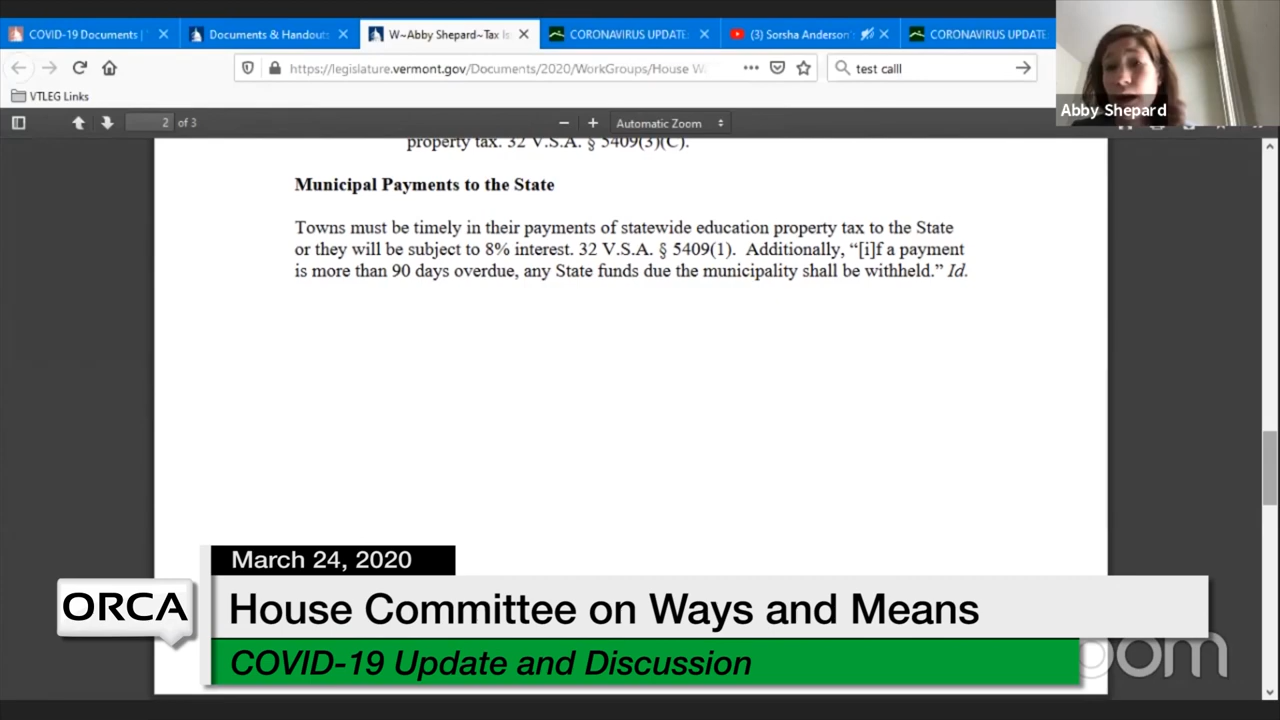 COVID-19 Documents |
Documents & Handouts
W~Abby Shepard~Tax Is
CORONAVIRUS UPDATE
(3) Sorsha Anderson'
CORONAVIRUS UPDATE
https://legislature.vermont.gov/Documents/2020/WorkGroups/House W
test calll
VTLEG Links
2 of 3
Automatic Zoom
Abby Shepard
property tax. 32 V.S.A. § 5409(3)(C).
Municipal Payments to the State
Towns must be timely in their payments of statewide education property tax to the State
or they will be subject to 8% interest. 32 V.S.A. § 5409(1). Additionally, “[i]f a payment
is more than 90 days overdue, any State funds due the municipality shall be withheld.” Id.
March 24, 2020
ORCA
House Committee on Ways and Means
COVID-19 Update and Discussion
oom